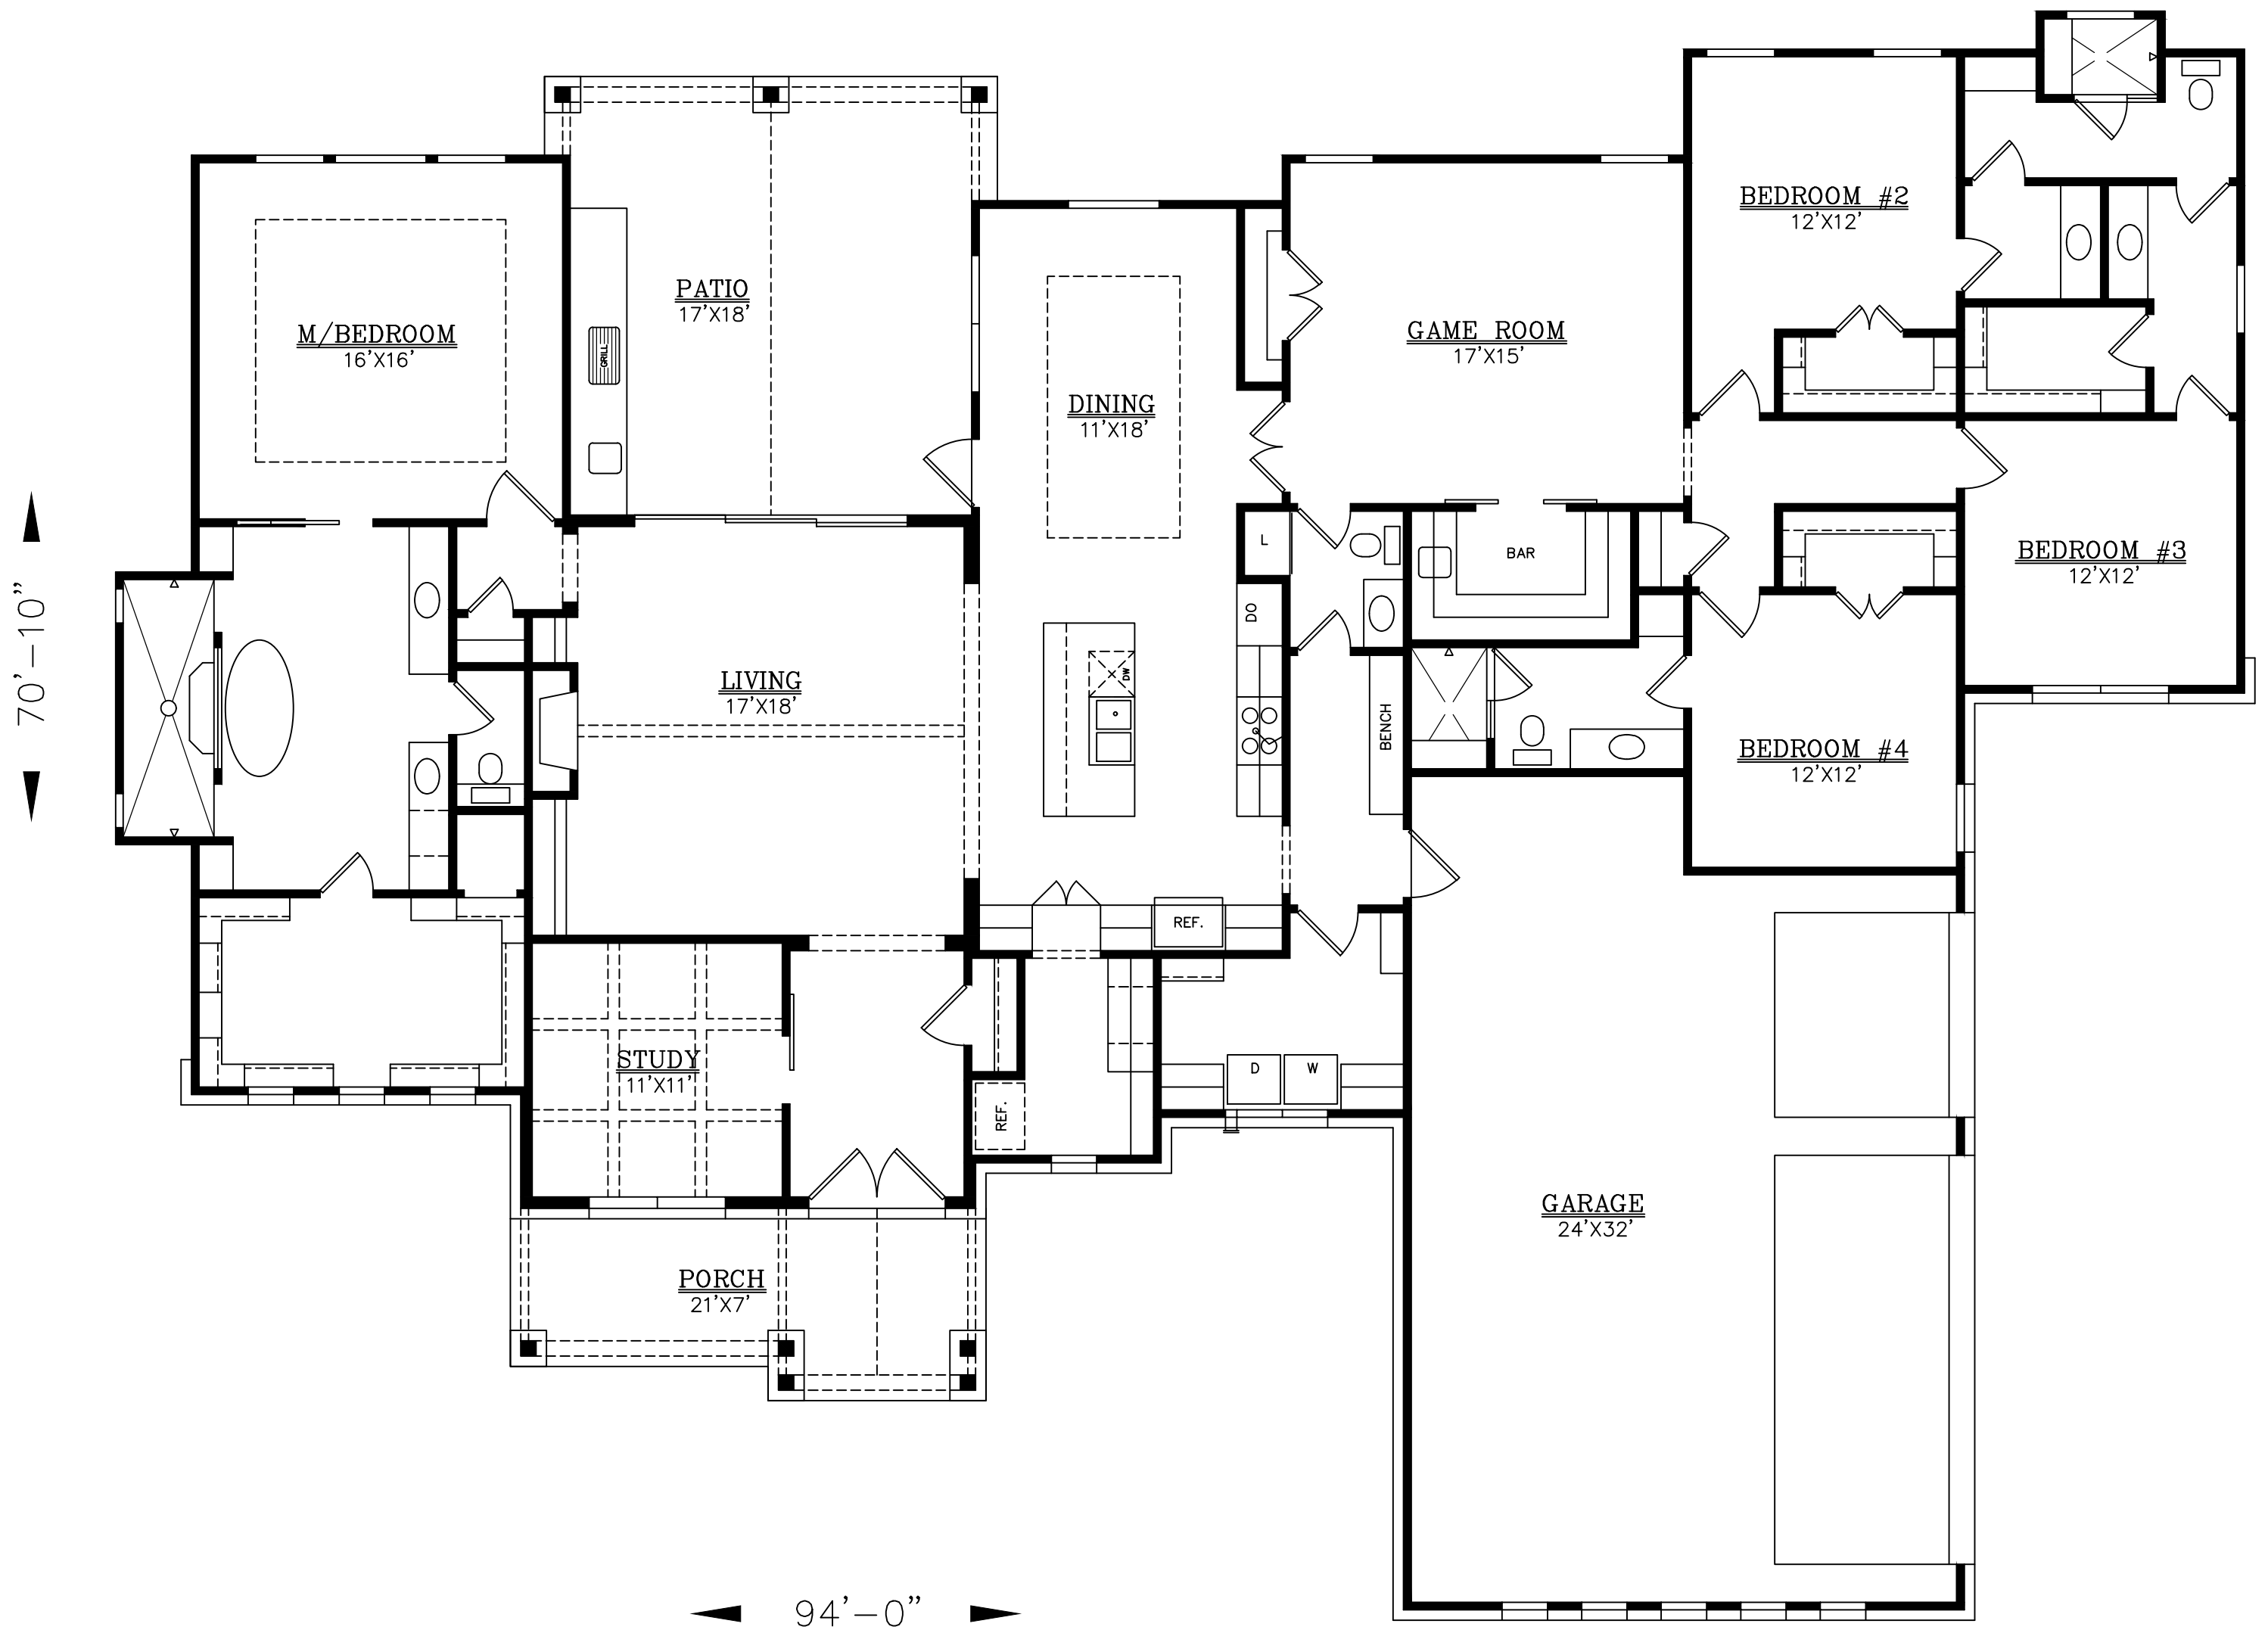 BEDROOM #2
12'X12'
PATIO
17'X18'
M/BEDROOM
16'X16'
GRILL
GAME ROOM
17'X15'
DINING
11'X18'
L
BAR
BEDROOM #3
12'X12'
DO
70'-10"
LIVING
17'X18'
DW
BENCH
BEDROOM #4
12'X12'
REF.
STUDY
11'X11'
D
W
REF.
GARAGE
24'X32'
PORCH
21'X7'
94'-0"